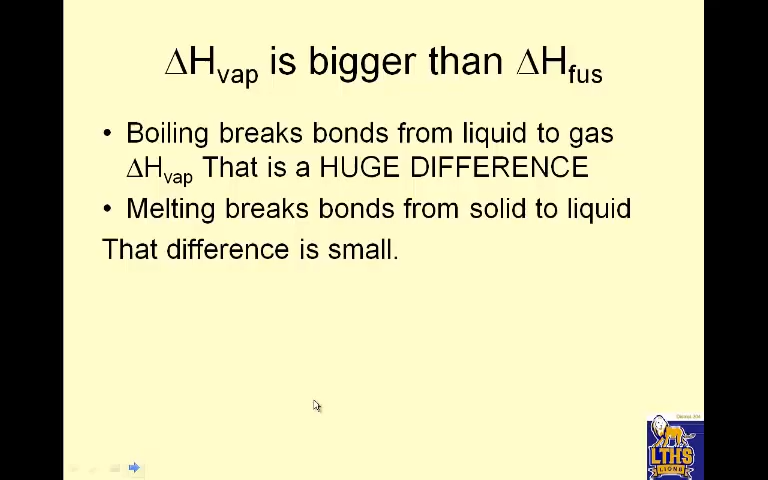 ΔHvap is bigger than ΔHfus
• Boiling breaks bonds from liquid to gas
ΔHvap That is a HUGE DIFFERENCE
• Melting breaks bonds from solid to liquid
That difference is small.
LTHS
LIONS